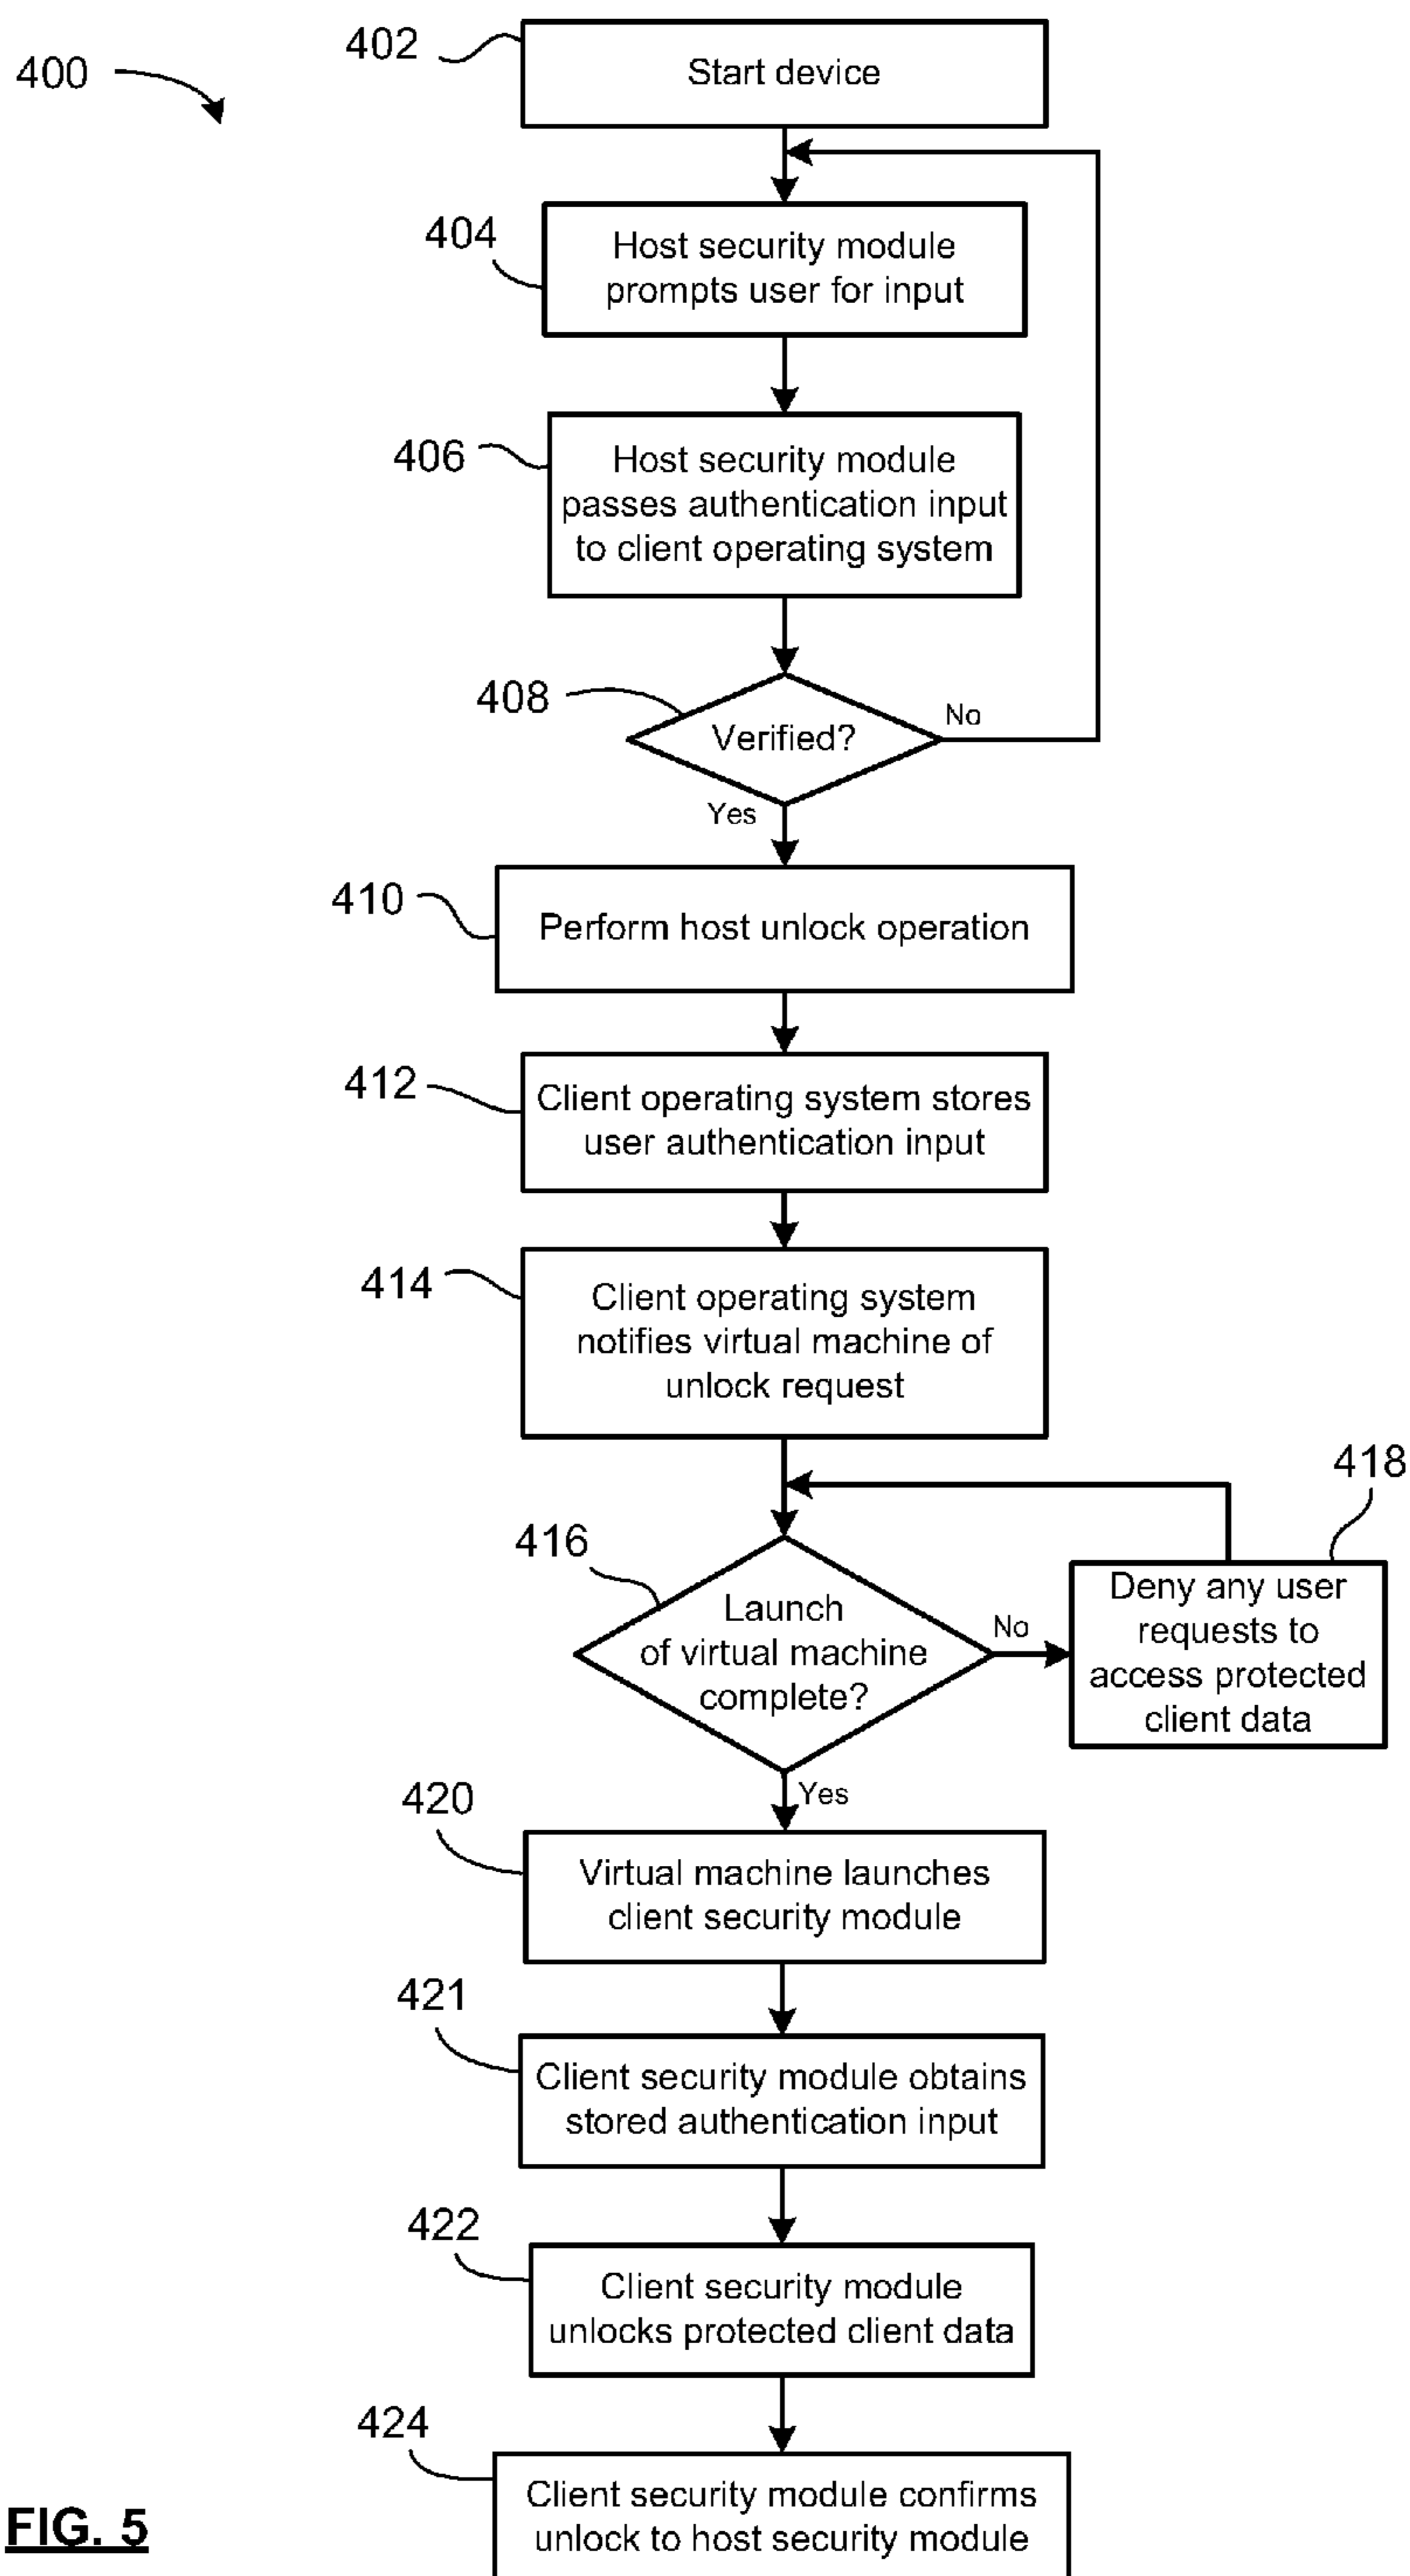 400
402
Start device
404
Host security module
prompts user for input
406
Host security module
passes authentication input
to client operating system
408
Verified?
No
Yes
410
Perform host unlock operation
412
Client operating system stores
user authentication input
414
Client operating system
notifies virtual machine of
unlock request
416
Launch
of virtual machine
complete?
No
418
Deny any user
requests to
access protected
client data
Yes
420
Virtual machine launches
client security module
421
Client security module obtains
stored authentication input
422
Client security module
unlocks protected client data
424
Client security module confirms
unlock to host security module
FIG. 5